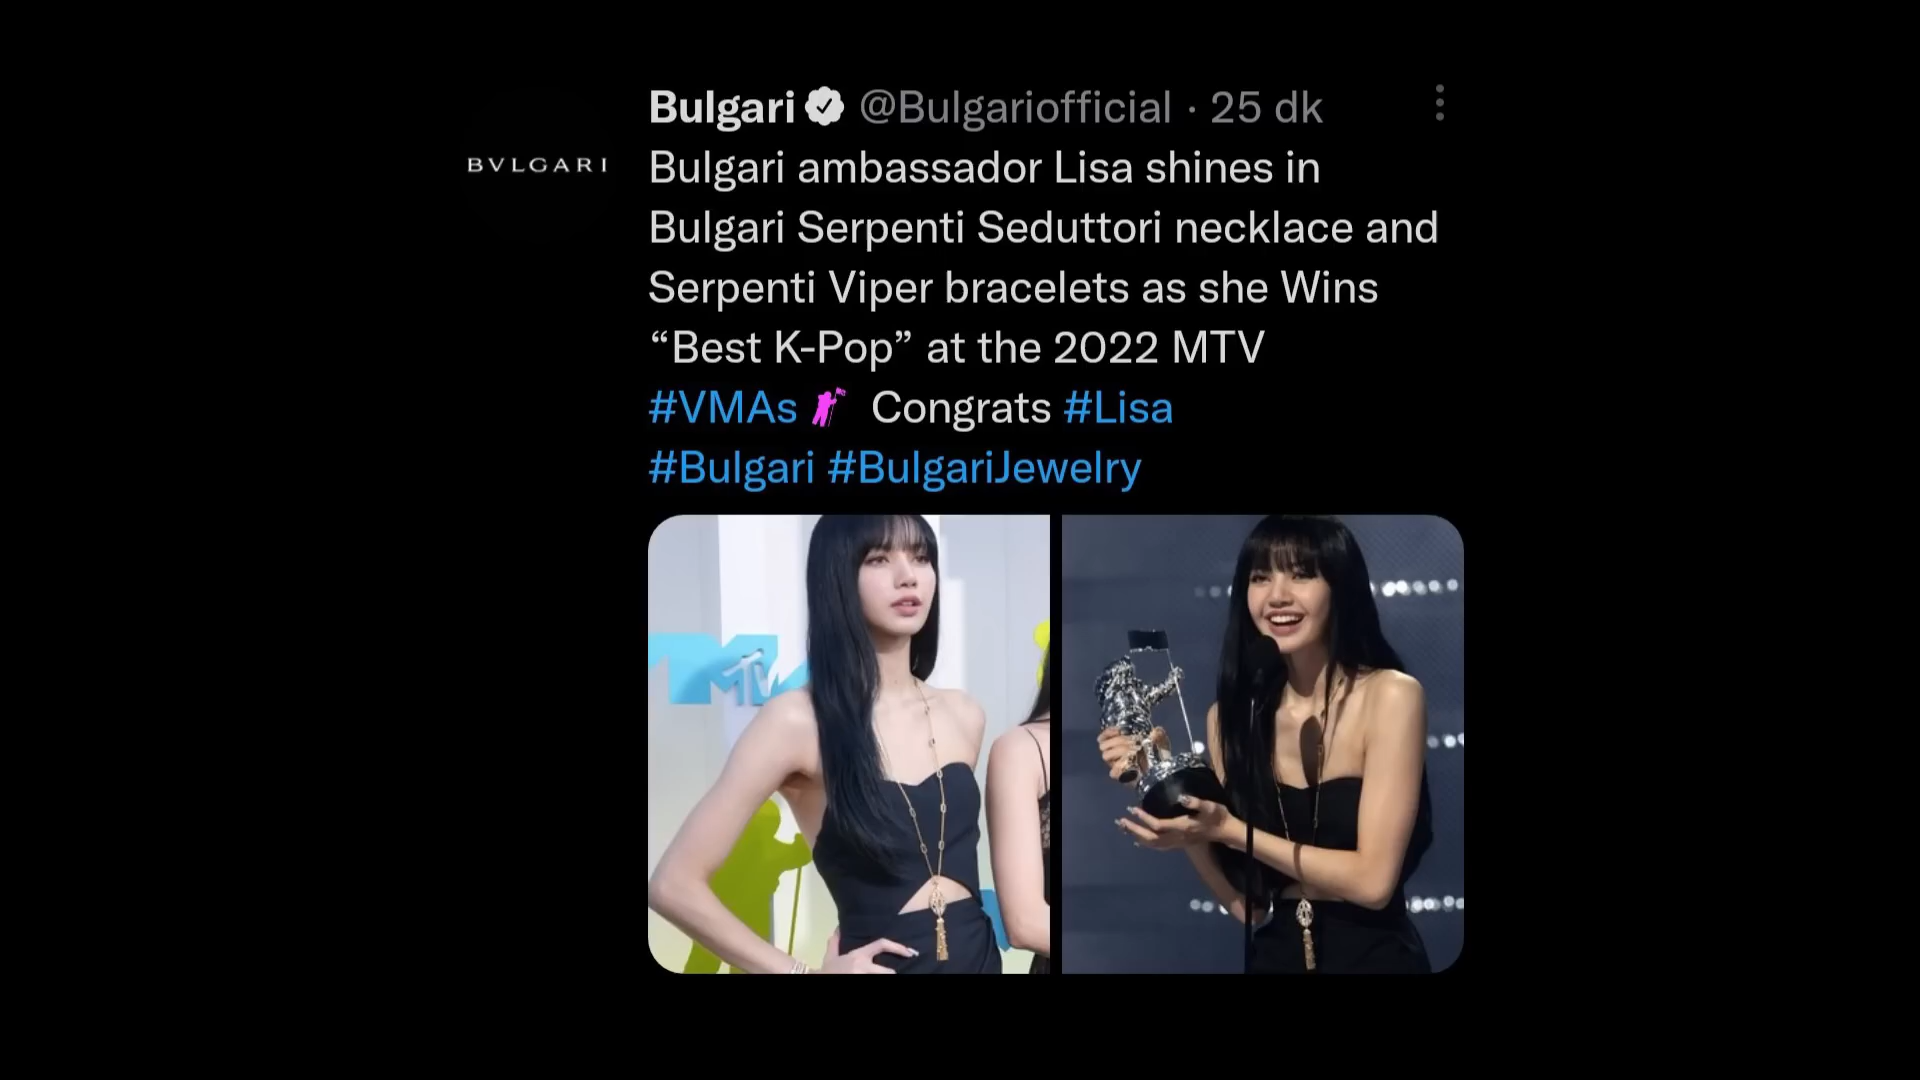 Bulgari @Bulgariofficial · 25 dk
BVLGARI
Bulgari ambassador Lisa shines in
Bulgari Serpenti Seduttori necklace and
Serpenti Viper bracelets as she Wins
“Best K-Pop” at the 2022 MTV
#VMAs Congrats #Lisa
#Bulgari #BulgariJewelry
MTV